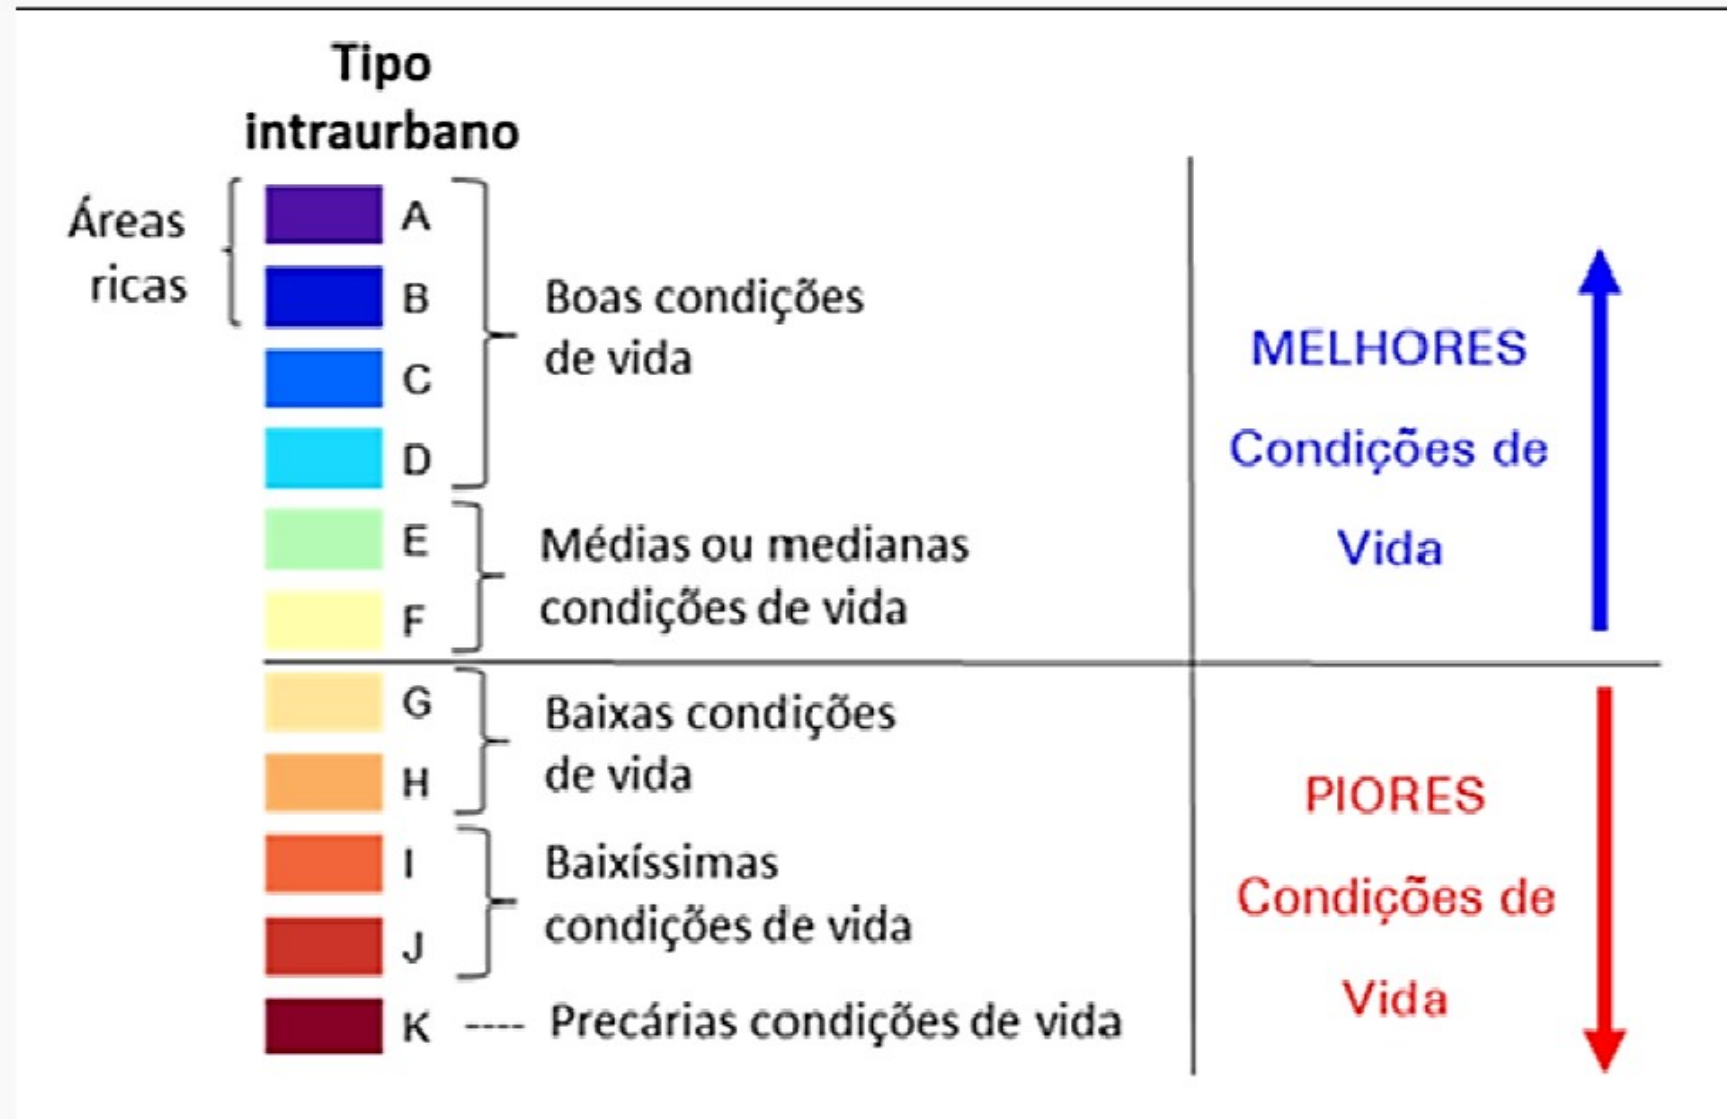 Tipo
intraurbano
Áreas
ricas
A
B
C
D
Boas condições
de vida
E
F
Médias ou medianas
condições de vida
MELHORES
Condições de
Vida
G
H
Baixas condições
de vida
I
J
Baixíssimas
condições de vida
K ---- Precárias condições de vida
PIORES
Condições de
Vida